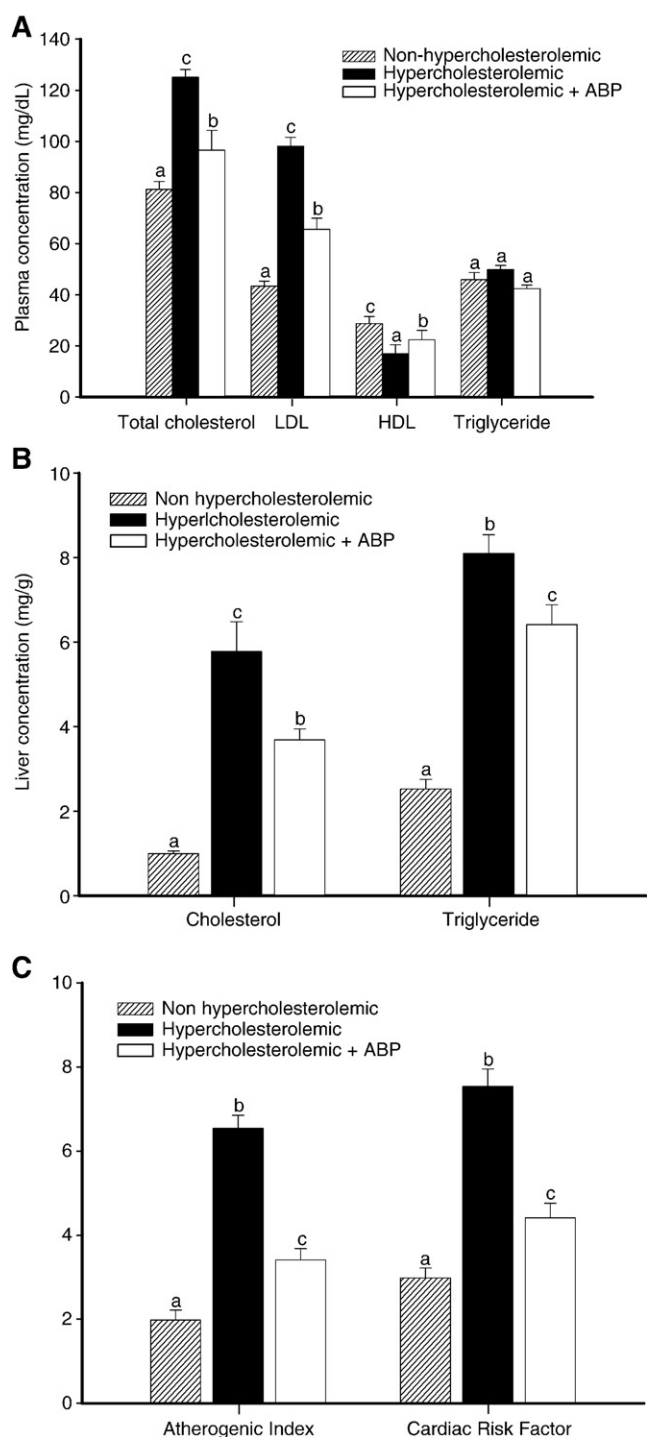 A
Plasma concentration (mg/dL)
140
120
100
80
60
40
20
0
Non-hypercholesterolemic
Hypercholesterolemic
Hypercholesterolemic + ABP
a c b
a c b
c a b
a a a
Total cholesterol LDL HDL Triglyceride
B
Liver concentration (mg/g)
10
8
6
4
2
0
Non hypercholesterolemic
Hyperlcholesterolemic
Hypercholesterolemic + ABP
a c b
a b c
Cholesterol Triglyceride
C
10
8
6
4
2
0
Non hypercholesterolemic
Hypercholesterolemic
Hypercholesterolemic + ABP
a b c
a b c
Atherogenic Index Cardiac Risk Factor